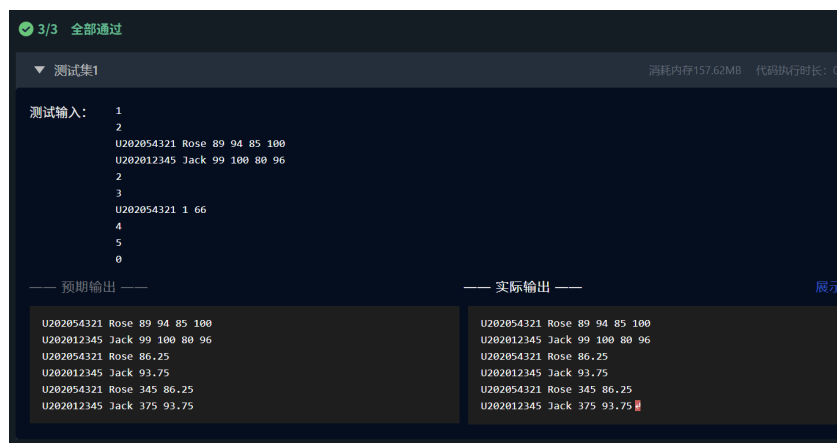 3/3 全部通过
▼ 测试集1 消耗内存157.62MB 代码执行时长：0
测试输入： 1
2
U202054321 Rose 89 94 85 100
U202012345 Jack 99 100 80 96
2
3
U202054321 1 66
4
5
0
—— 预期输出 —— —— 实际输出 —— 展示
U202054321 Rose 89 94 85 100 U202054321 Rose 89 94 85 100
U202012345 Jack 99 100 80 96 U202012345 Jack 99 100 80 96
U202054321 Rose 86.25 U202054321 Rose 86.25
U202012345 Jack 93.75 U202012345 Jack 93.75
U202054321 Rose 345 86.25 U202054321 Rose 345 86.25
U202012345 Jack 375 93.75 U202012345 Jack 375 93.75↵